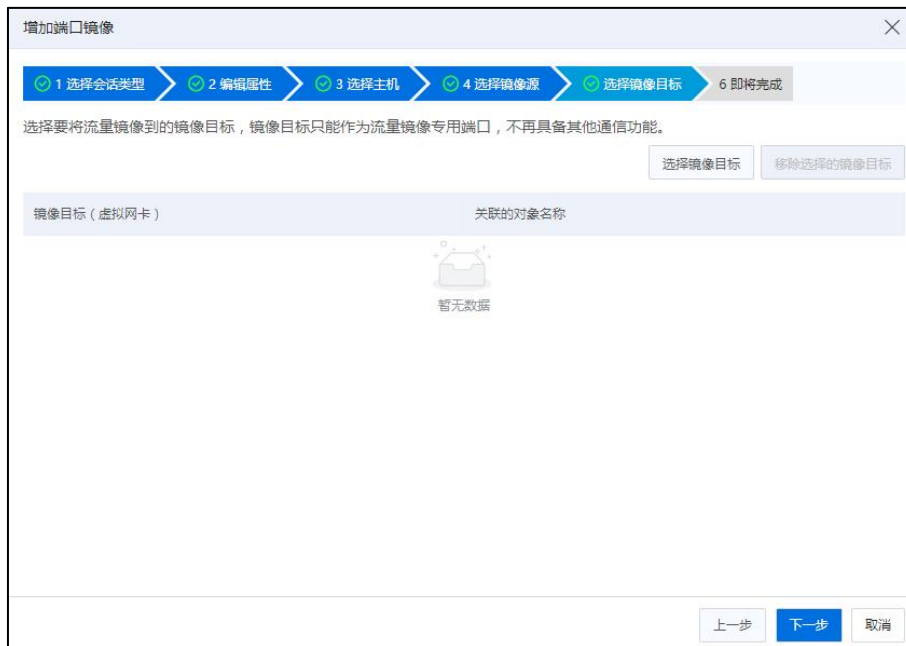 增加端口镜像
1 选择会话类型 2 编辑属性 3 选择主机 4 选择镜像源 选择镜像目标 6 即将完成
选择要将流量镜像到的镜像目标，镜像目标只能作为流量镜像专用端口，不再具备其他通信功能。
选择镜像目标 移除选择的镜像目标
镜像目标（虚拟网卡） 关联的对象名称
暂无数据
上一步 下一步 取消